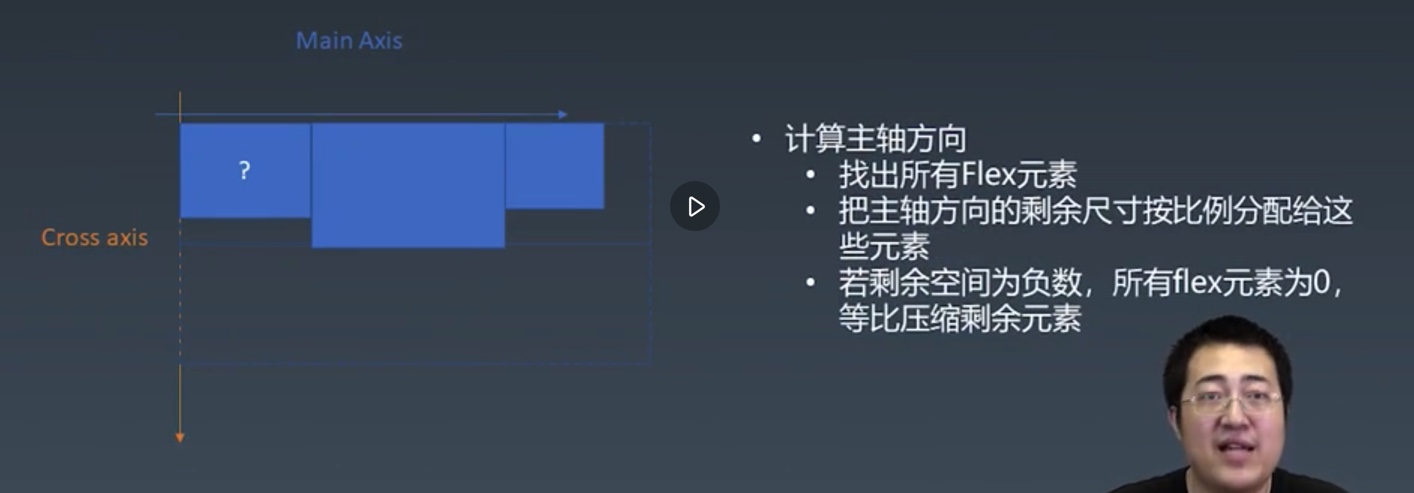 Main Axis
?
Cross axis
• 计算主轴方向
• 找出所有Flex元素
• 把主轴方向的剩余尺寸按比例分配给这
些元素
• 若剩余空间为负数，所有flex元素为0，
等比压缩剩余元素